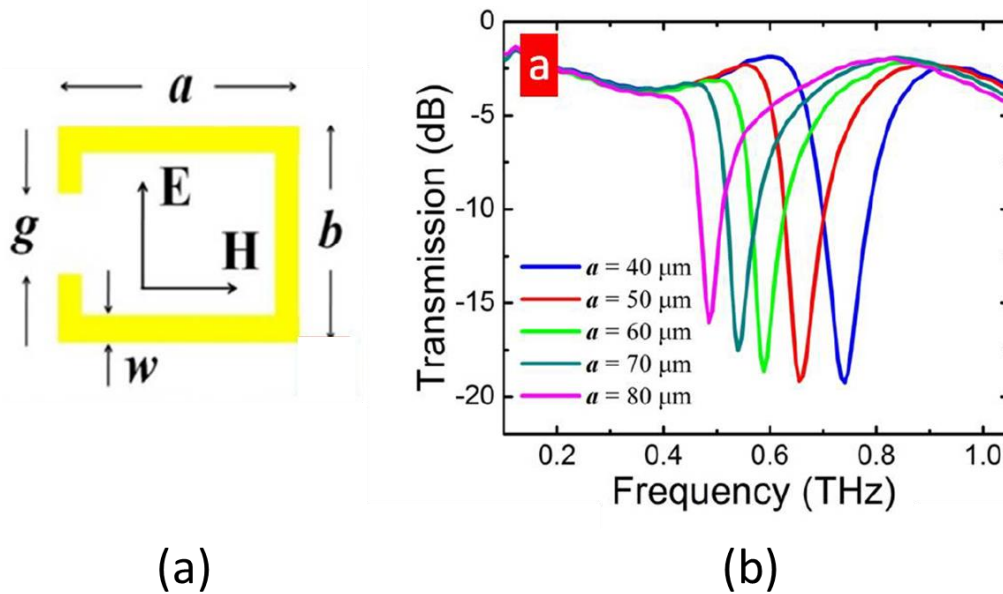 a
E
g
H
b
w
(a)
a
0
-5
-10
-15
-20
Transmission (dB)
a = 40 μm
a = 50 μm
a = 60 μm
a = 70 μm
a = 80 μm
0.2 0.4 0.6 0.8 1.0
Frequency (THz)
(b)